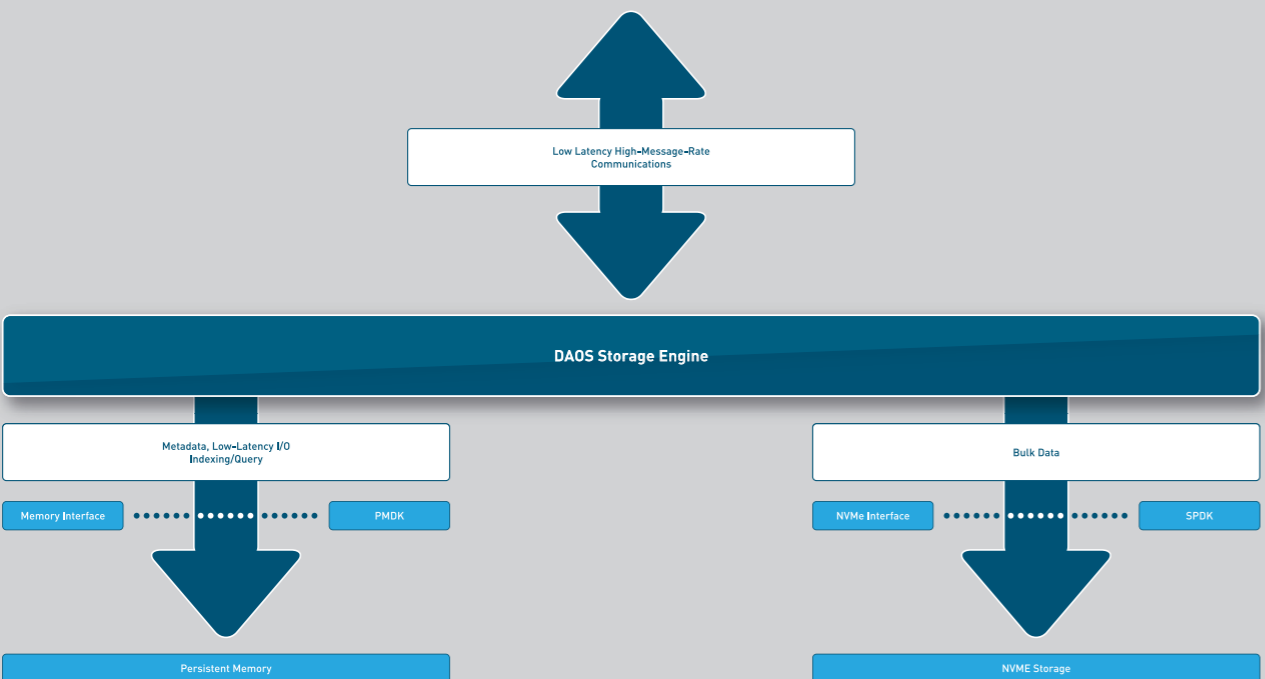 Low Latency High-Message-Rate
Communications
DAOS Storage Engine
Metadata, Low-Latency I/O
Indexing/Query
Bulk Data
Memory Interface
PMDK
NVMe Interface
SPDK
Persistent Memory
NVME Storage